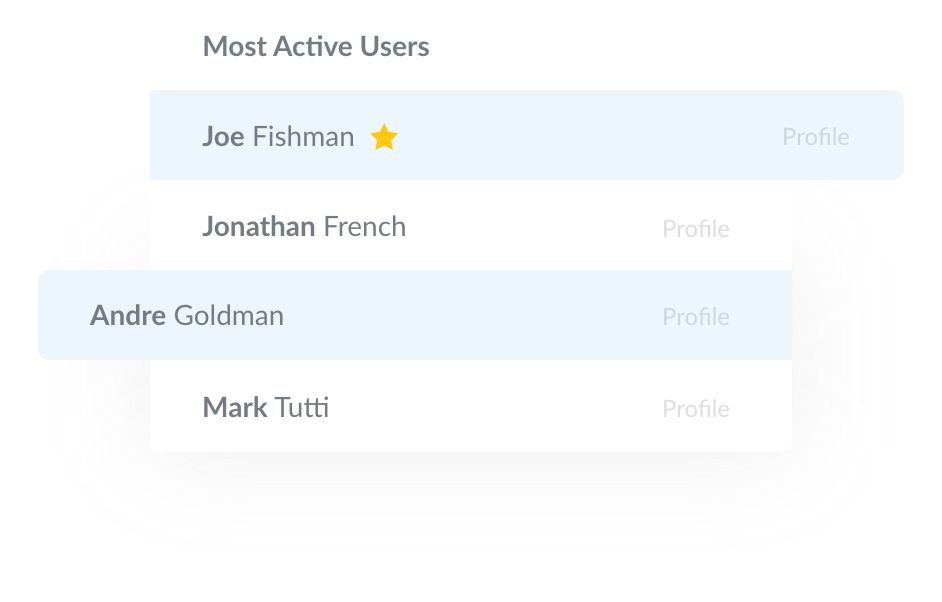 Most Active Users
Joe Fishman Profile
Jonathan French Profile
Andre Goldman Profile
Mark Tutti Profile